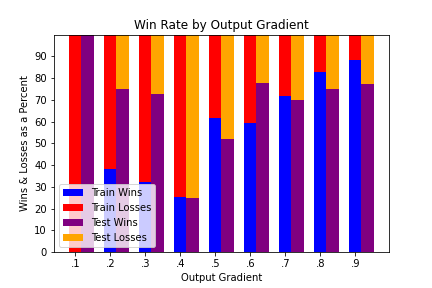 Win Rate by Output Gradient
Wins & Losses as a Percent
90
80
70
60
50
40
30
20
10
0
Train Wins
Train Losses
Test Wins
Test Losses
.1 .2 .3 .4 .5 .6 .7 .8 .9
Output Gradient